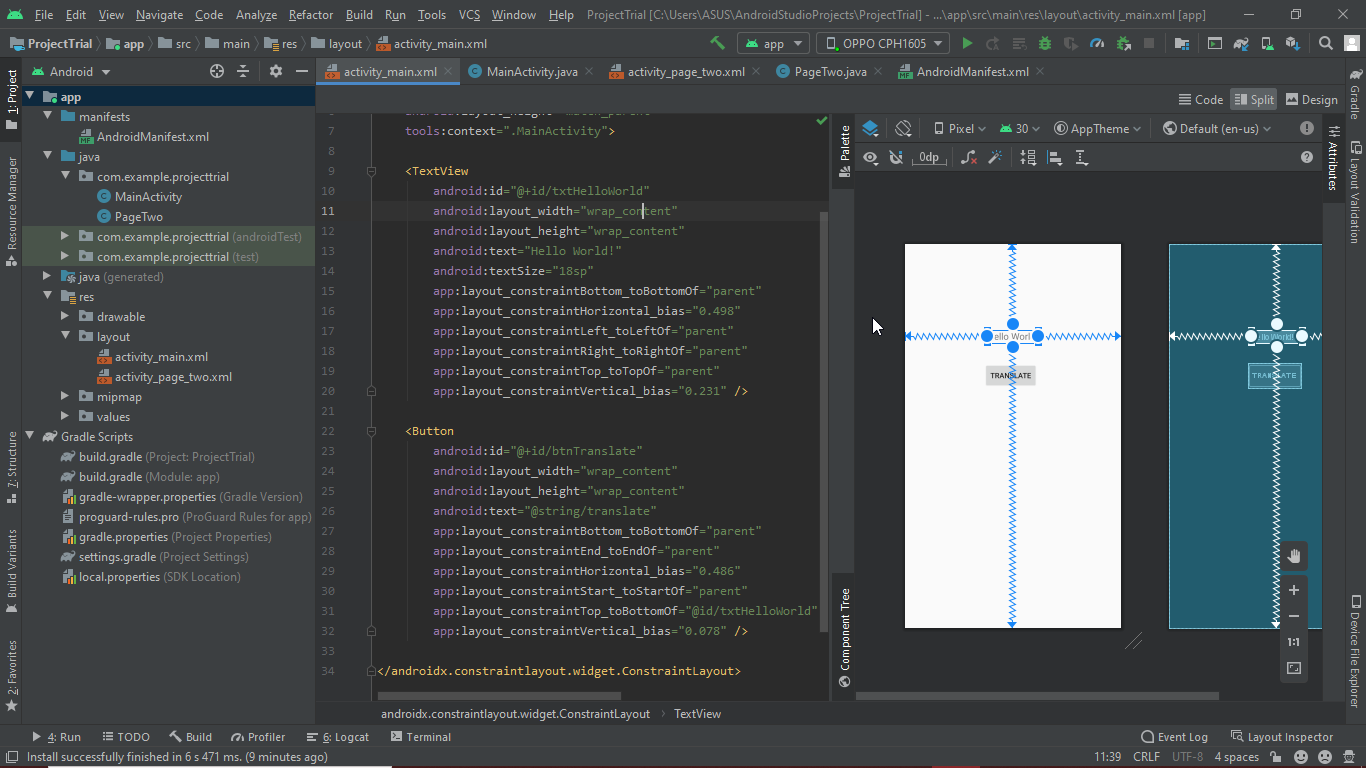 File Edit View Navigate Code Analyze Refactor Build Run Tools VCS Window Help ProjectTrial [C:\Users\ASUS\AndroidStudioProjects\ProjectTrial] - ...\app\src\main\res\layout\activity_main.xml [app]
ProjectTrial app src main res layout activity_main.xml app OPPO CPH1605
1: Project
Resource Manager
7: Structure
Build Variants
2: Favorites
Android
app
manifests
AndroidManifest.xml
java
com.example.projecttrial
MainActivity
PageTwo
com.example.projecttrial (androidTest)
com.example.projecttrial (test)
java (generated)
res
drawable
layout
activity_main.xml
activity_page_two.xml
mipmap
values
Gradle Scripts
build.gradle (Project: ProjectTrial)
build.gradle (Module: app)
gradle-wrapper.properties (Gradle Version)
proguard-rules.pro (ProGuard Rules for app)
gradle.properties (Project Properties)
settings.gradle (Project Settings)
local.properties (SDK Location)
activity_main.xml MainActivity.java activity_page_two.xml PageTwo.java AndroidManifest.xml
Code Split Design
7 tools:context=".MainActivity">
8
9 <TextView
10 android:id="@+id/txtHelloWorld"
11 android:layout_width="wrap_content"
12 android:layout_height="wrap_content"
13 android:text="Hello World!"
14 android:textSize="18sp"
15 app:layout_constraintBottom_toBottomOf="parent"
16 app:layout_constraintHorizontal_bias="0.498"
17 app:layout_constraintLeft_toLeftOf="parent"
18 app:layout_constraintRight_toRightOf="parent"
19 app:layout_constraintTop_toTopOf="parent"
20 app:layout_constraintVertical_bias="0.231" />
21
22 <Button
23 android:id="@+id/btnTranslate"
24 android:layout_width="wrap_content"
25 android:layout_height="wrap_content"
26 android:text="@string/translate"
27 app:layout_constraintBottom_toBottomOf="parent"
28 app:layout_constraintEnd_toEndOf="parent"
29 app:layout_constraintHorizontal_bias="0.486"
30 app:layout_constraintStart_toStartOf="parent"
31 app:layout_constraintTop_toBottomOf="@id/txtHelloWorld"
32 app:layout_constraintVertical_bias="0.078" />
33
34 </androidx.constraintlayout.widget.ConstraintLayout>
androidx.constraintlayout.widget.ConstraintLayout TextView
Palette
Component Tree
Pixel 30 AppTheme Default (en-us)
0dp
ello Worl
TRANSLATE
TRANSLATE
1:1
Attributes
Gradle
Layout Validation
Device File Explorer
4: Run TODO Build Profiler 6: Logcat Terminal Event Log Layout Inspector
Install successfully finished in 6 s 471 ms. (9 minutes ago) 11:39 CRLF UTF-8 4 spaces